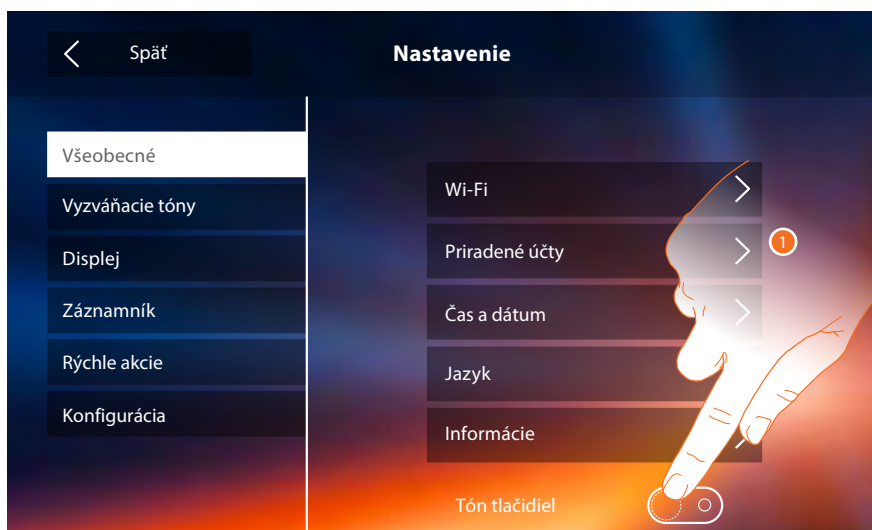 Späť
Nastavenie
Všeobecné
Vyzváňacie tóny
Displej
Záznamník
Rýchle akcie
Konfigurácia
Wi-Fi
Priradené účty
1
Čas a dátum
Jazyk
Informácie
Tón tlačidiel